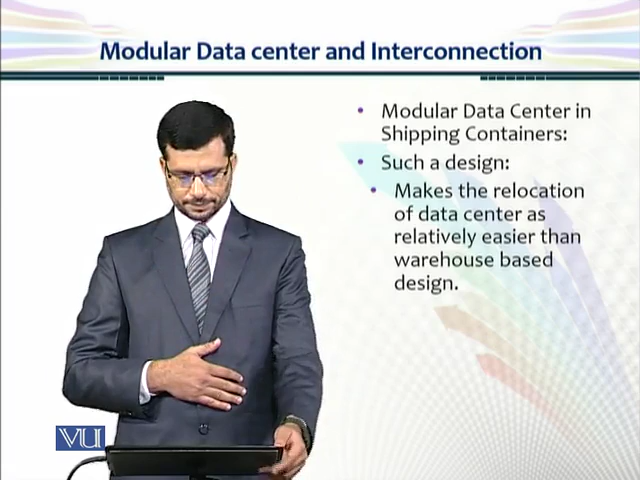 Modular Data center and Interconnection
• Modular Data Center in
Shipping Containers:
• Such a design:
• Makes the relocation
of data center as
relatively easier than
warehouse based
design.
VU